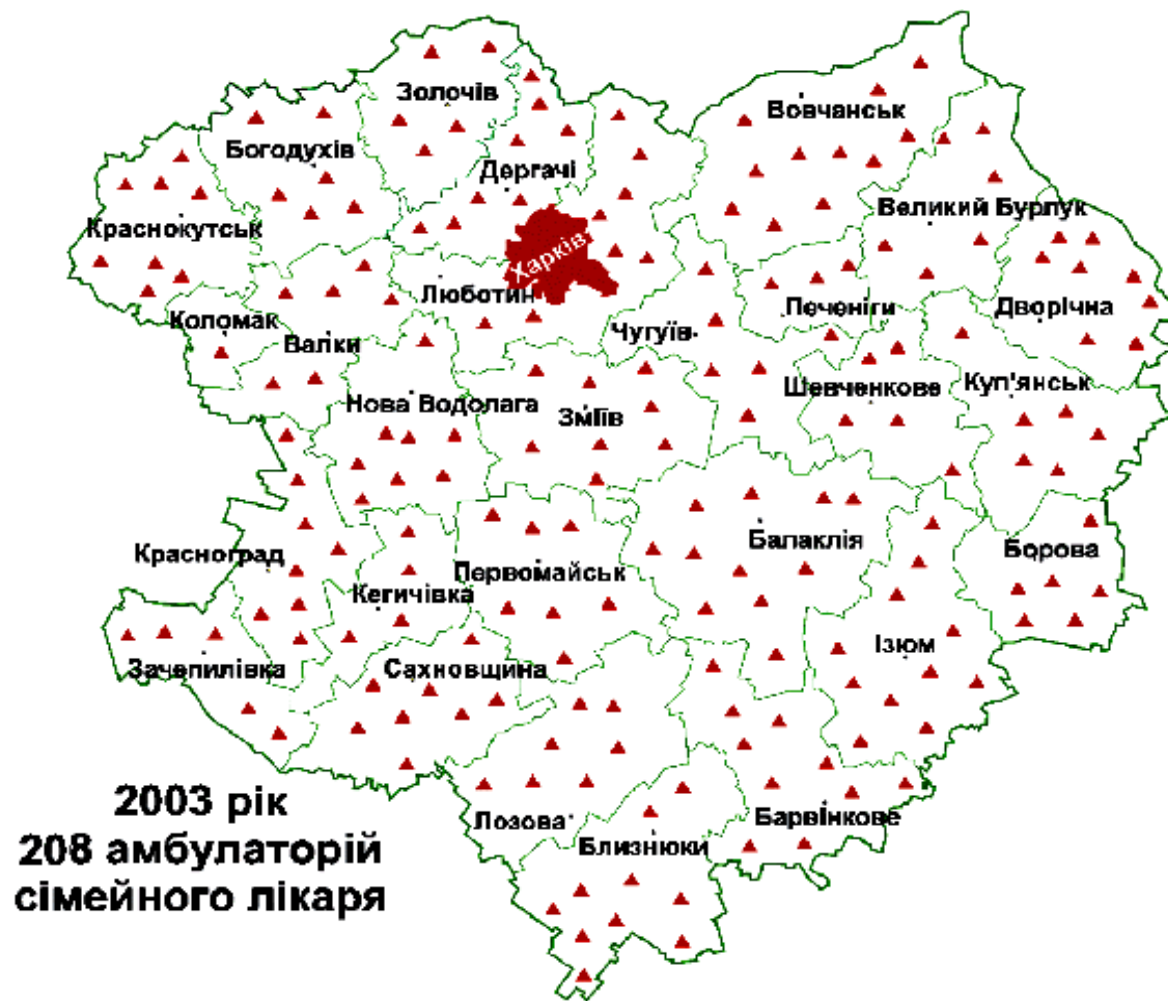 Золочів
Вовчанськ
Богодухів
Дергачі
Великий Бурлук
Краснокутськ
Харків
Люботин
Печеніги
Дворічна
Коломак
Валіки
Чугуїв
Шевченкове
Куп'янськ
Нова Водолага
Зміїв
Балаклія
Борова
Красноград
Первомайськ
Кегичівка
Ізюм
Зачепилівка
Сахновщина
Лозова
Близнюки
Барвінкове
2003 рік
208 амбулаторій
сімейного лікаря